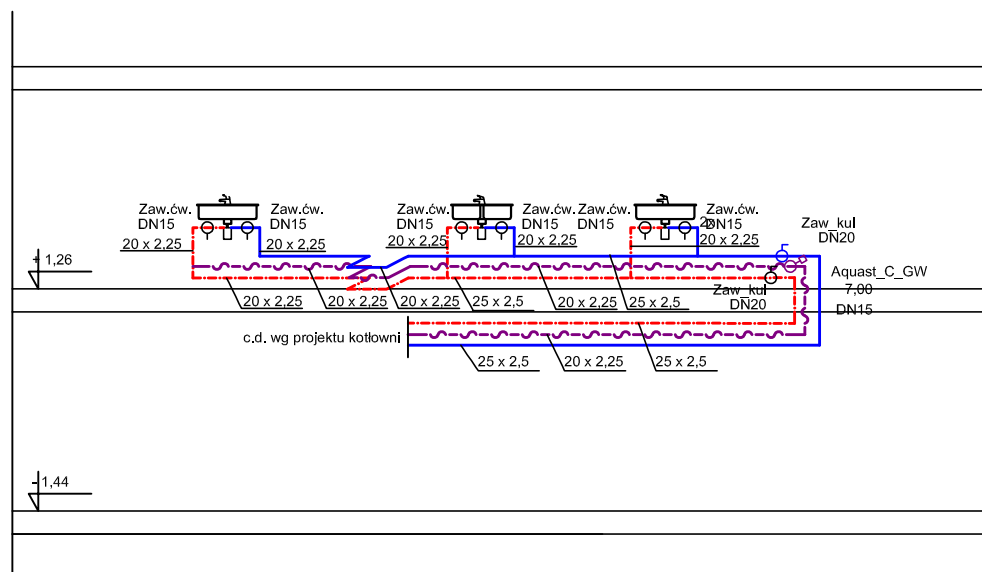 Zaw.ćw.
DN15
Zaw.ćw.
DN15
Zaw.ćw.
DN15
Zaw.ćw.
DN15
Zaw.ćw.
DN15
Zaw.ćw.
DN15
20 x 2,25
20 x 2,25
20 x 2,25
20 x 2,25
20 x 2,25
2x
Zaw_kul
DN20
+ 1,26
Aquast_C_GW
7,00
DN15
Zaw_kul
DN20
20 x 2,25
20 x 2,25
20 x 2,25
25 x 2,5
20 x 2,25
25 x 2,5
c.d. wg projektu kotłowni
25 x 2,5
20 x 2,25
25 x 2,5
-1,44